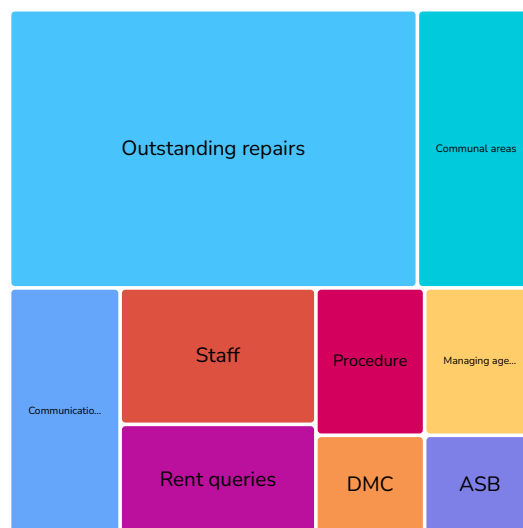 Outstanding repairs
Communal areas
Communicatio...
Staff
Procedure
Managing age...
Rent queries
DMC
ASB